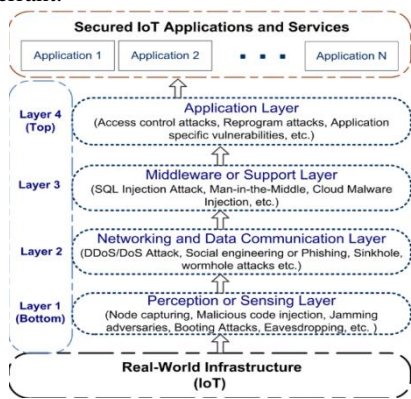 Secured IoT Applications and Services
Application 1
Application 2
Application N
Layer 4
(Top)
Application Layer
(Access control attacks, Reprogram attacks, Application
specific vulnerabilities, etc.)
Layer 3
Middleware or Support Layer
(SQL Injection Attack, Man-in-the-Middle, Cloud Malware
Injection, etc.)
Layer 2
Networking and Data Communication Layer
(DDoS/DoS Attack, Social engineering or Phishing, Sinkhole,
wormhole attacks etc.)
Layer 1
(Bottom)
Perception or Sensing Layer
(Node capturing, Malicious code injection, Jamming
adversaries, Booting Attacks, Eavesdropping, etc. )
Real-World Infrastructure
(IoT)